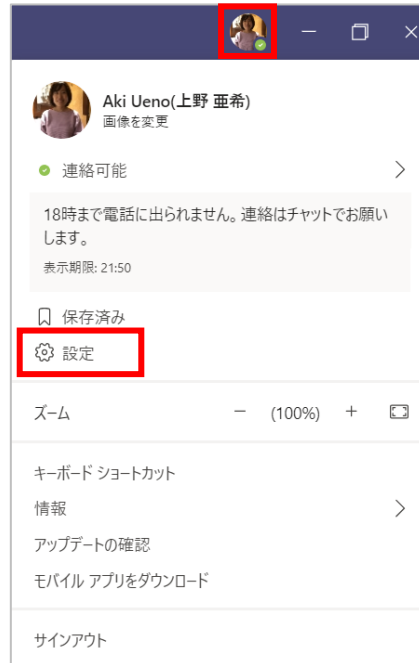 Aki Ueno(上野 亜希)
画像を変更
連絡可能
18時まで電話に出られません。連絡はチャットでお願い
します。
表示期限: 21:50
保存済み
設定
ズーム － (100%) +
キーボード ショートカット
情報
アップデートの確認
モバイル アプリをダウンロード
サインアウト